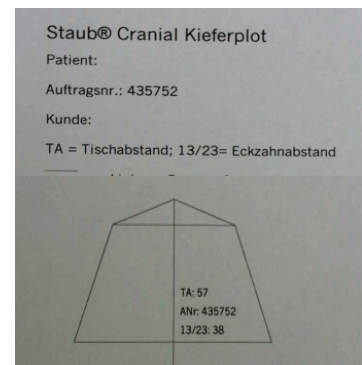 Staub® Cranial Kieferplot
Patient:
Auftragsnr.: 435752
Kunde:
TA = Tischabstand; 13/23= Eckzahnabstand
TA: 57
ANr: 435752
13/23: 38